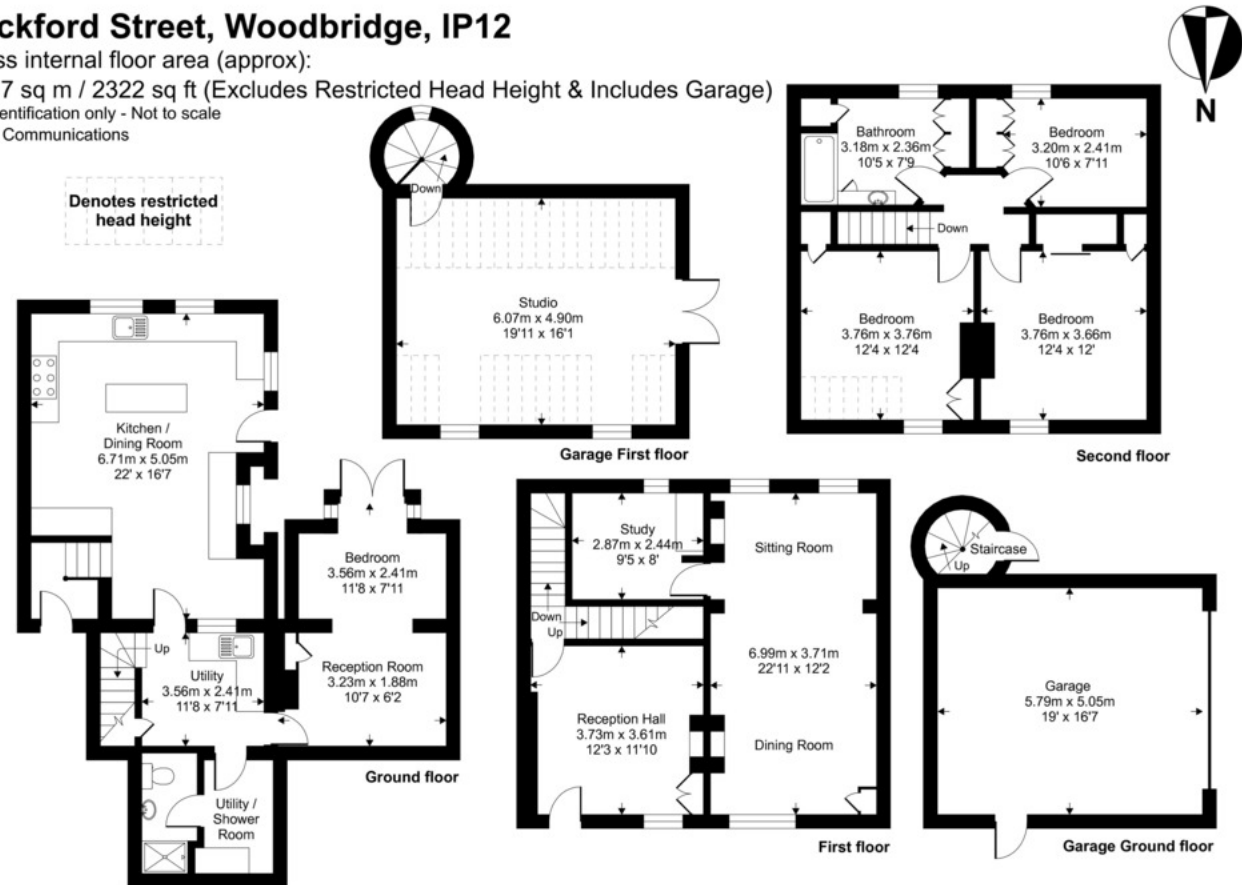 ckford Street, Woodbridge, IP12
ss internal floor area (approx):
7 sq m / 2322 sq ft (Excludes Restricted Head Height & Includes Garage)
entification only - Not to scale
Communications
N
Denotes restricted
head height
Down
Studio
6.07m x 4.90m
19'11 x 16'1
Garage First floor
Bathroom
3.18m x 2.36m
10'5 x 7'9
Bedroom
3.20m x 2.41m
10'6 x 7'11
Down
Bedroom
3.76m x 3.76m
12'4 x 12'4
Bedroom
3.76m x 3.66m
12'4 x 12'
Second floor
Kitchen /
Dining Room
6.71m x 5.05m
22' x 16'7
Bedroom
3.56m x 2.41m
11'8 x 7'11
Up
Utility
3.56m x 2.41m
11'8 x 7'11
Reception Room
3.23m x 1.88m
10'7 x 6'2
Utility /
Shower
Room
Ground floor
Study
2.87m x 2.44m
9'5 x 8'
Sitting Room
Down
Up
6.99m x 3.71m
22'11 x 12'2
Reception Hall
3.73m x 3.61m
12'3 x 11'10
Dining Room
First floor
Staircase
Up
Garage
5.79m x 5.05m
19' x 16'7
Garage Ground floor